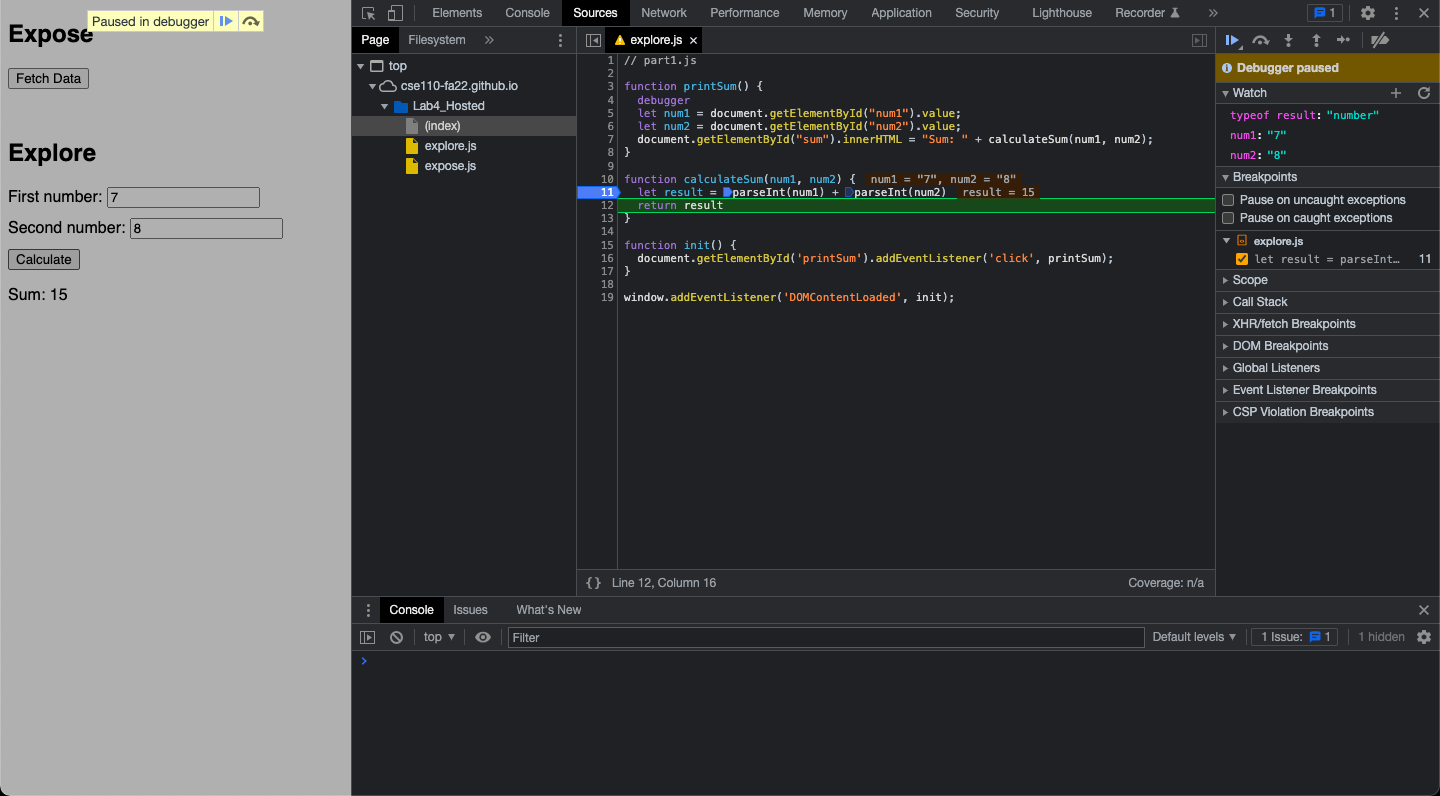 Paused in debugger
Expose
Fetch Data
Explore
First number: 7
Second number: 8
Calculate
Sum: 15
Elements Console Sources Network Performance Memory Application Security Lighthouse Recorder » 1
Page Filesystem »
top
cse110-fa22.github.io
Lab4_Hosted
(index)
explore.js
expose.js
explore.js ×
1 // part1.js
2
3 function printSum() {
4 debugger
5 let num1 = document.getElementById("num1").value;
6 let num2 = document.getElementById("num2").value;
7 document.getElementById("sum").innerHTML = "Sum: " + calculateSum(num1, num2);
8 }
9
10 function calculateSum(num1, num2) { num1 = "7", num2 = "8"
11 let result = parseInt(num1) + parseInt(num2) result = 15
12 return result
13 }
14
15 function init() {
16 document.getElementById('printSum').addEventListener('click', printSum);
17 }
18
19 window.addEventListener('DOMContentLoaded', init);
{} Line 12, Column 16 Coverage: n/a
Debugger paused
Watch
typeof result: "number"
num1: "7"
num2: "8"
Breakpoints
Pause on uncaught exceptions
Pause on caught exceptions
explore.js
let result = parseInt… 11
Scope
Call Stack
XHR/fetch Breakpoints
DOM Breakpoints
Global Listeners
Event Listener Breakpoints
CSP Violation Breakpoints
Console Issues What's New
top Filter Default levels 1 Issue: 1 1 hidden